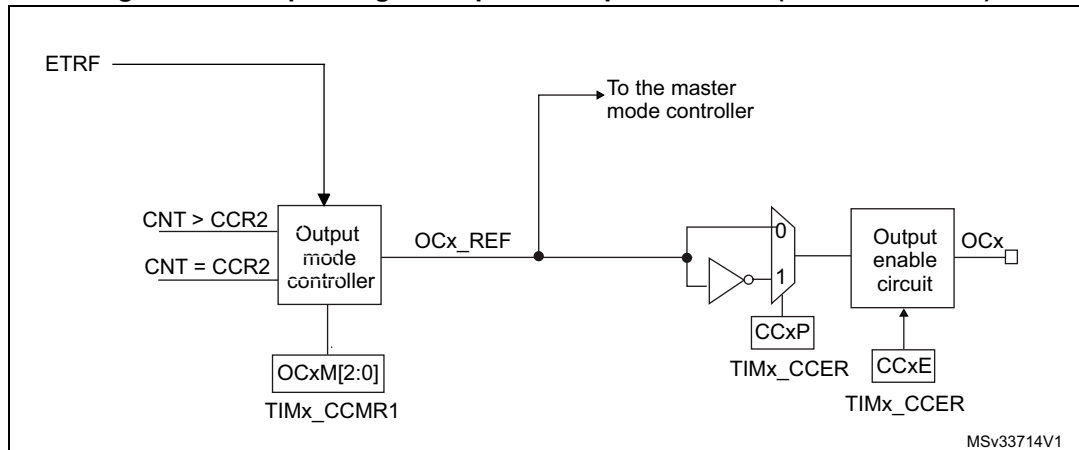 ETRF
To the master
mode controller
CNT > CCR2
CNT = CCR2
Output
mode
controller
OCx_REF
0
1
Output
enable
circuit
OCx
CCxP
TIMx_CCER
CCxE
TIMx_CCER
OCxM[2:0]
TIMx_CCMR1
MSv33714V1